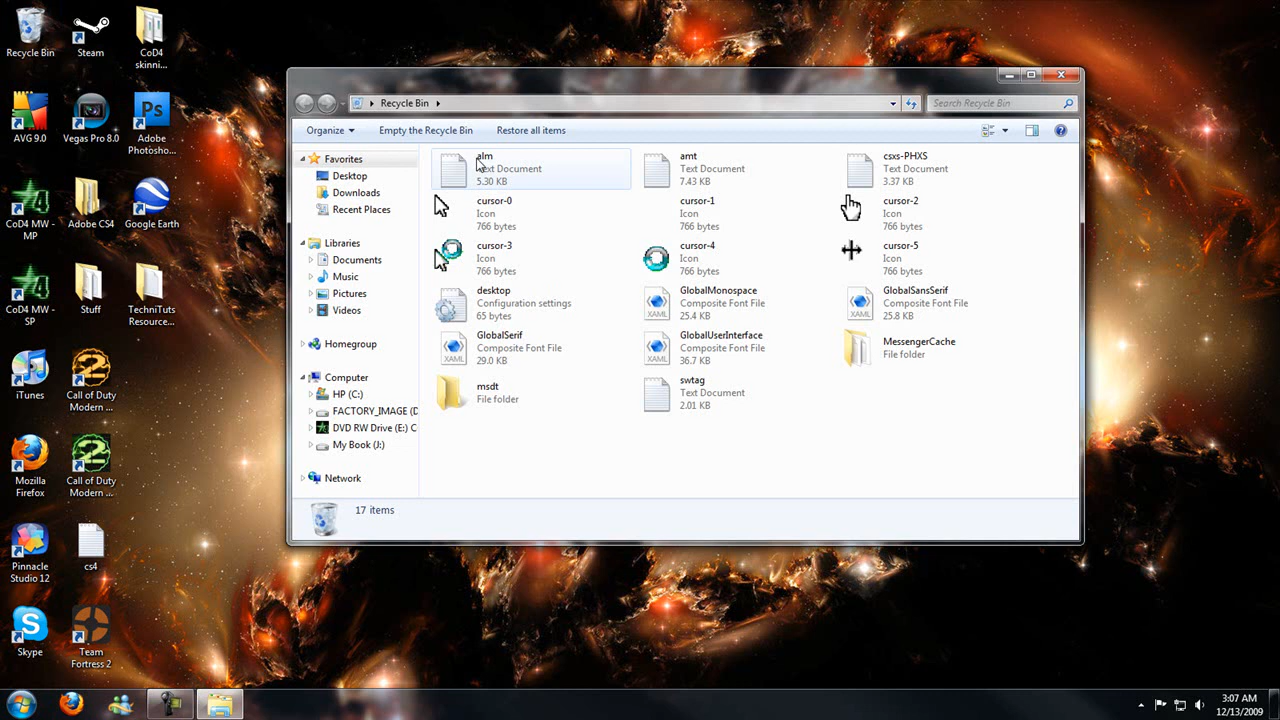 Recycle Bin
Steam
CoD4
skinni...
AVG 9.0
Vegas Pro 8.0
Adobe
Photosho...
CoD4 MW -
MP
Adobe CS4
Google Earth
CoD4 MW -
SP
Stuff
TechniTuts
Resource...
iTunes
Call of Duty
Modern ...
Mozilla
Firefox
Call of Duty
Modern ...
Pinnacle
Studio 12
cs4
Skype
Team
Fortress 2
Recycle Bin
Search Recycle Bin
Organize
Empty the Recycle Bin
Restore all items
Favorites
Desktop
Downloads
Recent Places
Libraries
Documents
Music
Pictures
Videos
Homegroup
Computer
HP (C:)
FACTORY_IMAGE (D
DVD RW Drive (E:) C
My Book (J:)
Network
alm
Text Document
5.30 KB
amt
Text Document
7.43 KB
csxs-PHXS
Text Document
3.37 KB
cursor-0
Icon
766 bytes
cursor-1
Icon
766 bytes
cursor-2
Icon
766 bytes
cursor-3
Icon
766 bytes
cursor-4
Icon
766 bytes
cursor-5
Icon
766 bytes
desktop
Configuration settings
65 bytes
GlobalMonospace
Composite Font File
25.4 KB
GlobalSansSerif
Composite Font File
25.8 KB
GlobalSerif
Composite Font File
29.0 KB
GlobalUserInterface
Composite Font File
36.7 KB
MessengerCache
File folder
msdt
File folder
swtag
Text Document
2.01 KB
XAML
XAML
XAML
XAML
17 items
3:07 AM
12/13/2009